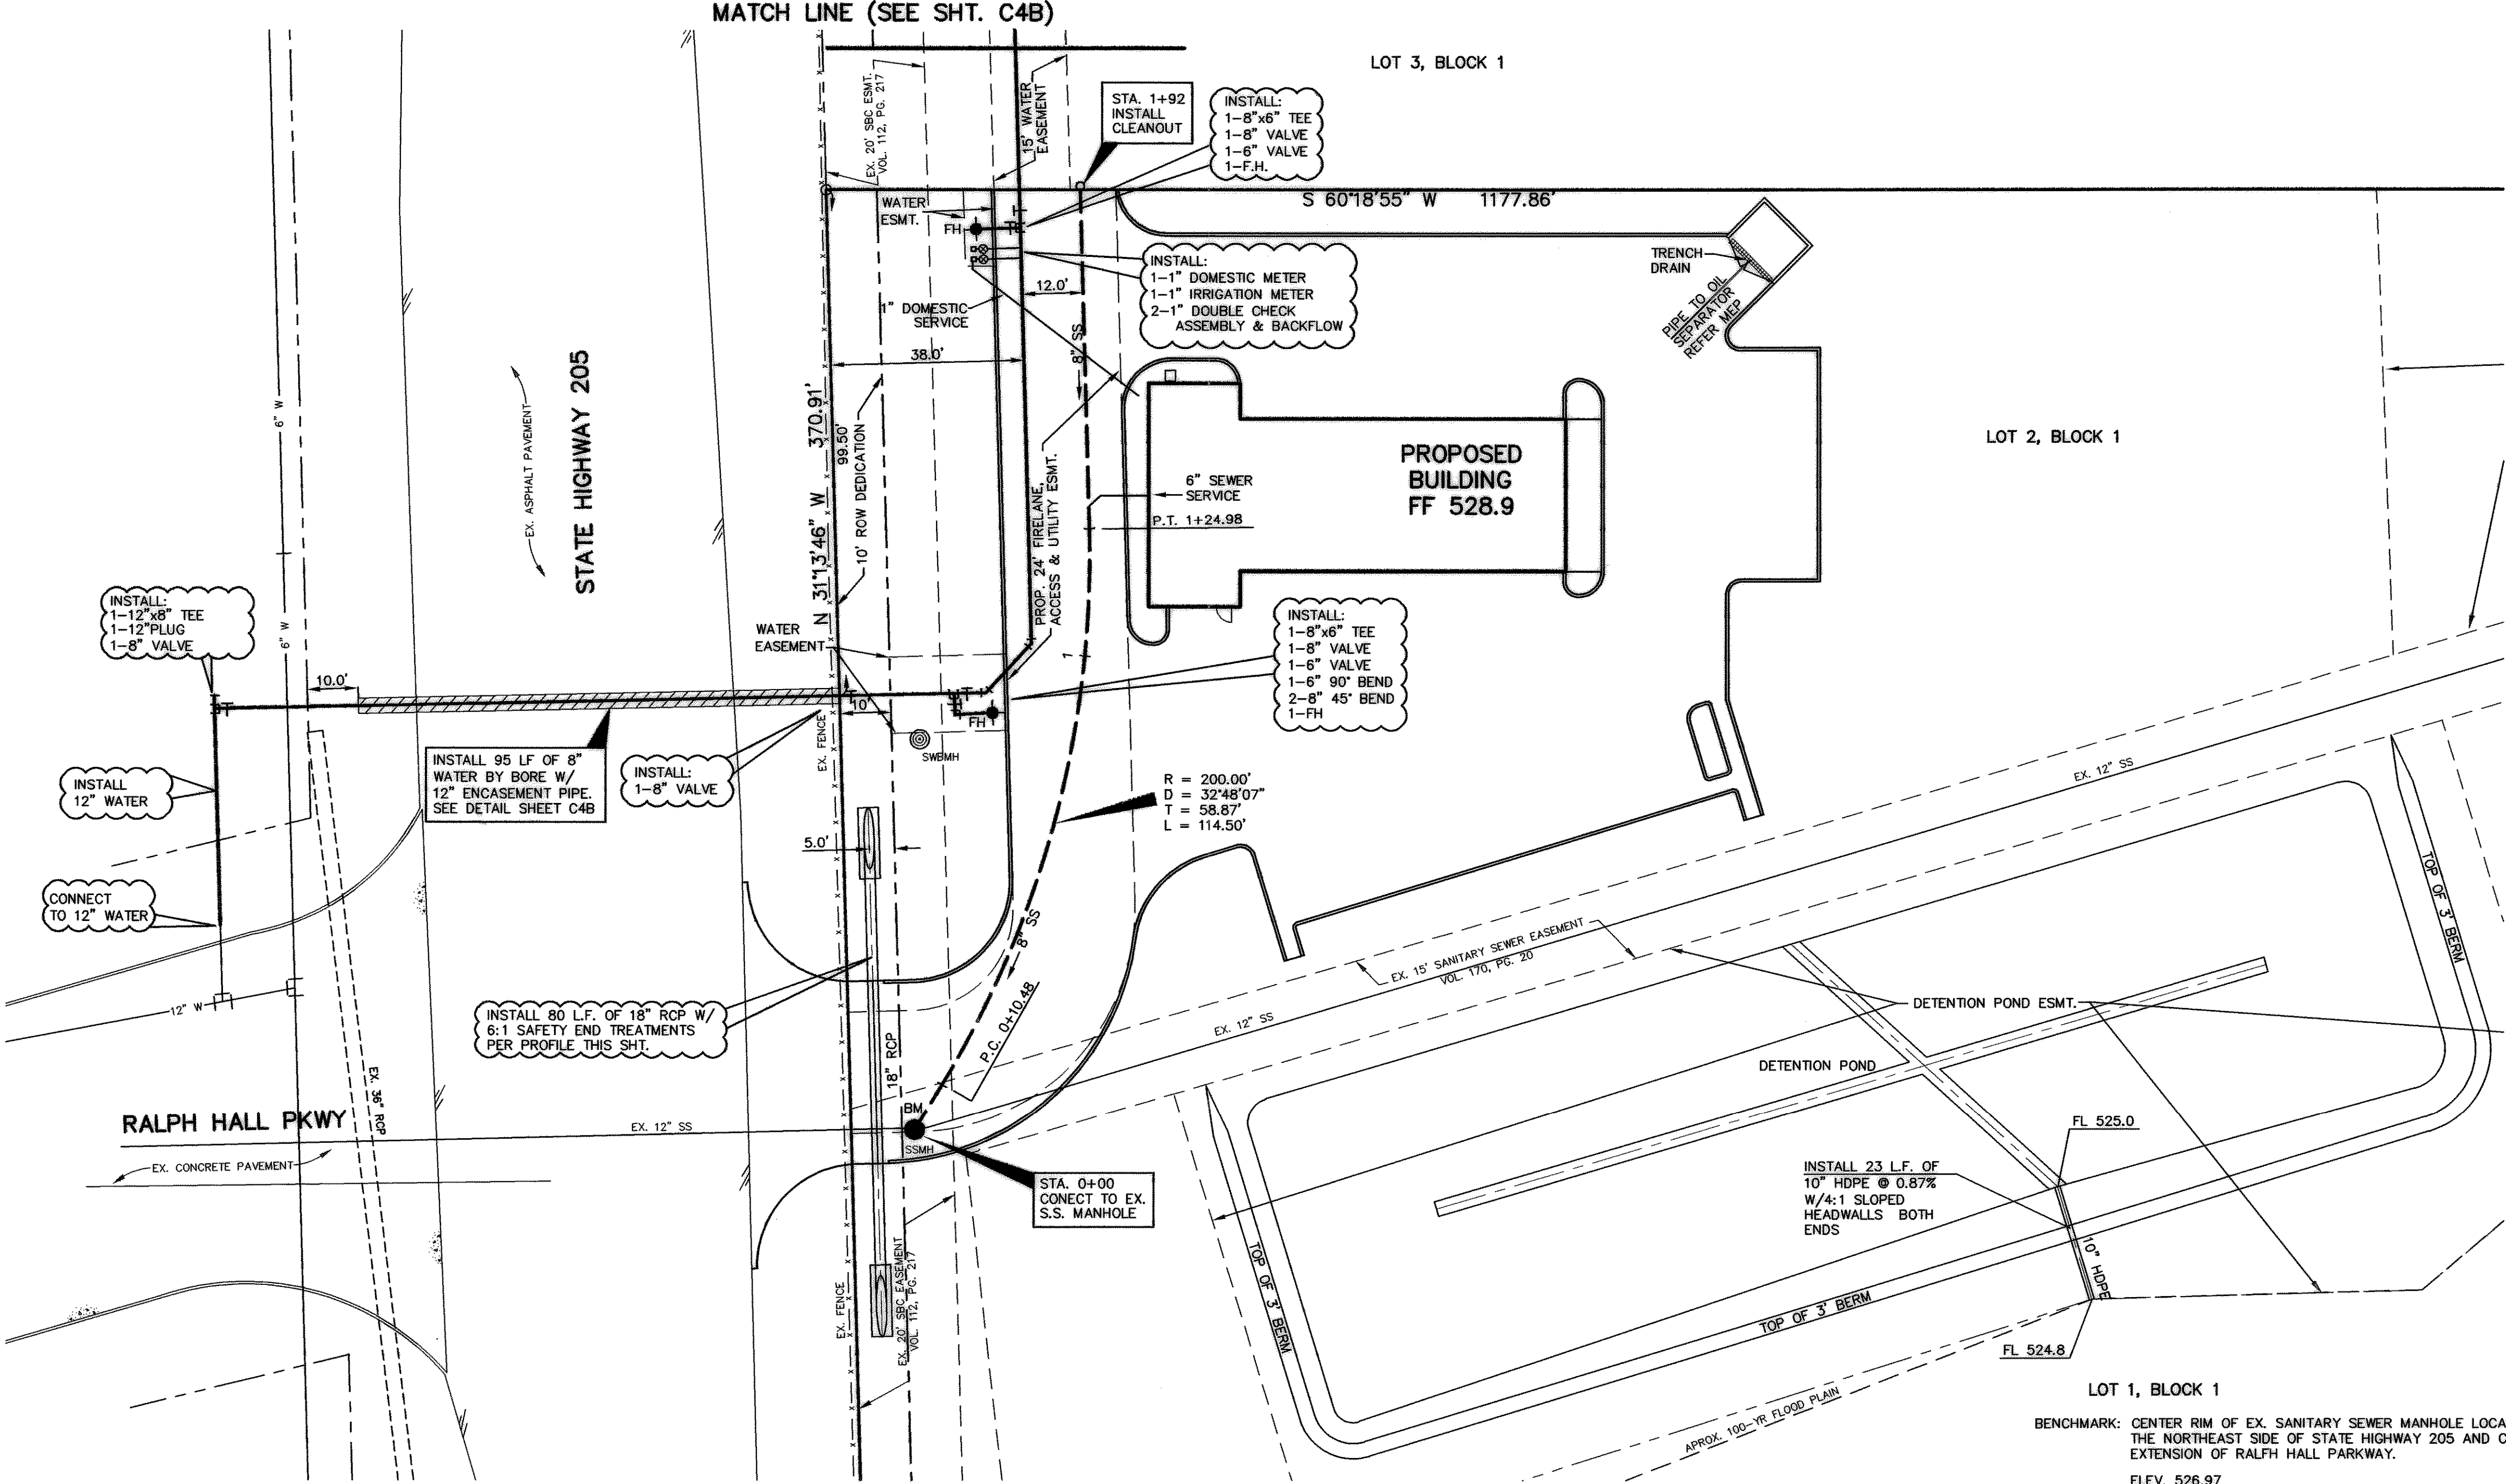 MATCH LINE (SEE SHT. C4B)
LOT 3, BLOCK 1
EX. 20' SBC ESMT.
VOL. 112, PG. 217
15' WATER
EASEMENT
STA. 1+92
INSTALL
CLEANOUT
INSTALL:
1-8"x6" TEE
1-8" VALVE
1-6" VALVE
1-F.H.
S 60°18'55" W 1177.86'
WATER
ESMT.
FH
INSTALL:
1-1" DOMESTIC METER
1-1" IRRIGATION METER
2-1" DOUBLE CHECK
ASSEMBLY & BACKFLOW
TRENCH
DRAIN
PIPE TO OIL
SEPARATOR
REFER MEP
12.0'
1" DOMESTIC
SERVICE
38.0'
8" SS
6" W
6" W
EX. ASPHALT PAVEMENT
STATE HIGHWAY 205
N 31°13'46" W 370.91'
99.50'
10' ROW DEDICATION
PROP. 24' FIRELANE,
ACCESS & UTILITY ESMT.
6" SEWER
SERVICE
P.T. 1+24.98
PROPOSED
BUILDING
FF 528.9
LOT 2, BLOCK 1
INSTALL:
1-12"x8" TEE
1-12"PLUG
1-8" VALVE
WATER
EASEMENT
1
INSTALL:
1-8"x6" TEE
1-8" VALVE
1-6" VALVE
1-6" 90° BEND
2-8" 45° BEND
1-FH
10.0'
10'
FH
EX. FENCE
SWBMH
INSTALL 95 LF OF 8"
WATER BY BORE W/
12" ENCASEMENT PIPE.
SEE DETAIL SHEET C4B
INSTALL:
1-8" VALVE
INSTALL
12" WATER
R = 200.00'
D = 32°48'07"
T = 58.87'
L = 114.50'
EX. 12" SS
5.0'
CONNECT
TO 12" WATER
TOP OF 3' BERM
8" SS
EX. 15' SANITARY SEWER EASEMENT
VOL. 170, PG. 20
12" W
INSTALL 80 L.F. OF 18" RCP W/
6:1 SAFETY END TREATMENTS
PER PROFILE THIS SHT.
P.C. 0+10.48
EX. 12" SS
DETENTION POND ESMT.
18" RCP
DETENTION POND
EX. 36" RCP
RALPH HALL PKWY
EX. 12" SS
BM
SSMH
EX. CONCRETE PAVEMENT
FL 525.0
STA. 0+00
CONECT TO EX.
S.S. MANHOLE
INSTALL 23 L.F. OF
10" HDPE @ 0.87%
W/4:1 SLOPED
HEADWALLS BOTH
ENDS
10" HDPE
EX. FENCE
EX. 20' SBC EASEMENT
VOL. 112, PG. 217
TOP OF 3' BERM
TOP OF 3' BERM
FL 524.8
APROX. 100-YR FLOOD PLAIN
LOT 1, BLOCK 1
BENCHMARK: CENTER RIM OF EX. SANITARY SEWER MANHOLE LOCA
THE NORTHEAST SIDE OF STATE HIGHWAY 205 AND C
EXTENSION OF RALFH HALL PARKWAY.
ELEV. 526.97